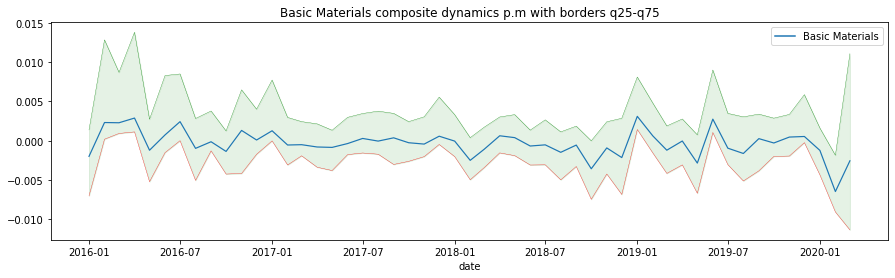 Basic Materials composite dynamics p.m with borders q25-q75
Basic Materials
0.015
0.010
0.005
0.000
−0.005
−0.010
2016-01 2016-07 2017-01 2017-07 2018-01 2018-07 2019-01 2019-07 2020-01
date